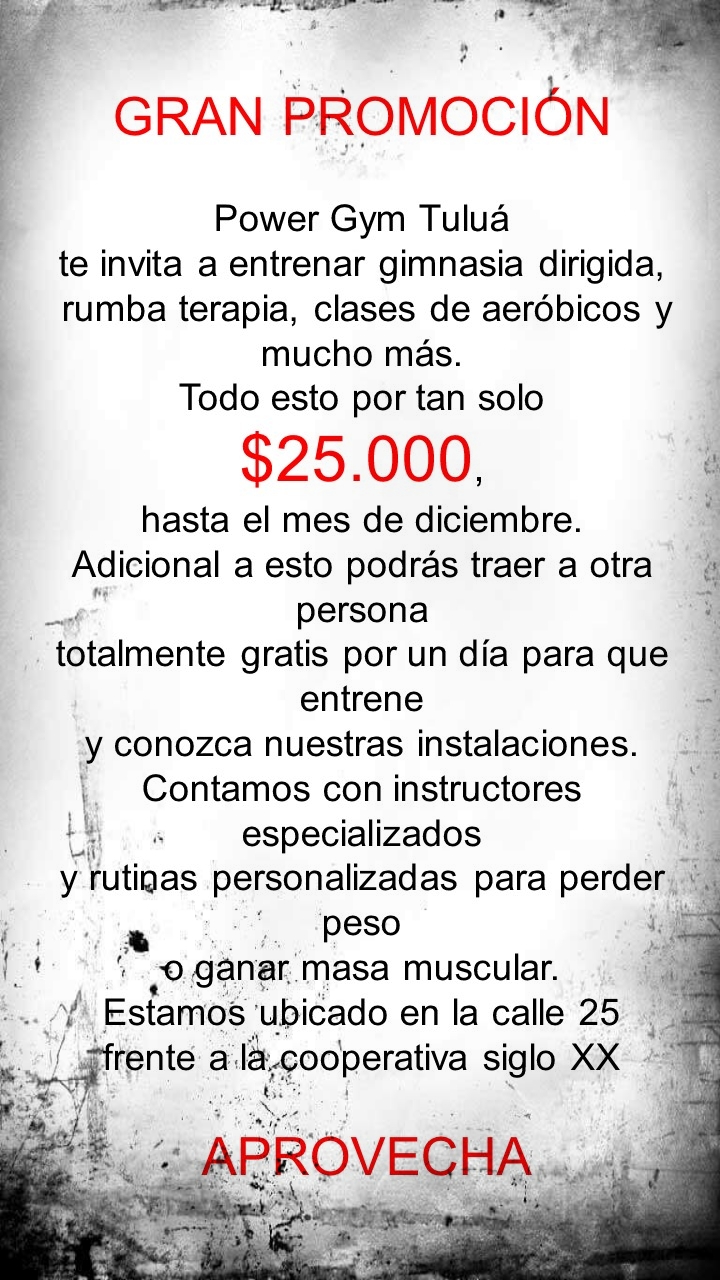 GRAN PROMOCIÓN
Power Gym Tuluá
te invita a entrenar gimnasia dirigida,
rumba terapia, clases de aeróbicos y
mucho más.
Todo esto por tan solo
$25.000,
hasta el mes de diciembre.
Adicional a esto podrás traer a otra
persona
totalmente gratis por un día para que
entrene
y conozca nuestras instalaciones.
Contamos con instructores
especializados
y rutinas personalizadas para perder
peso
o ganar masa muscular.
Estamos ubicado en la calle 25
frente a la cooperativa siglo XX
APROVECHA